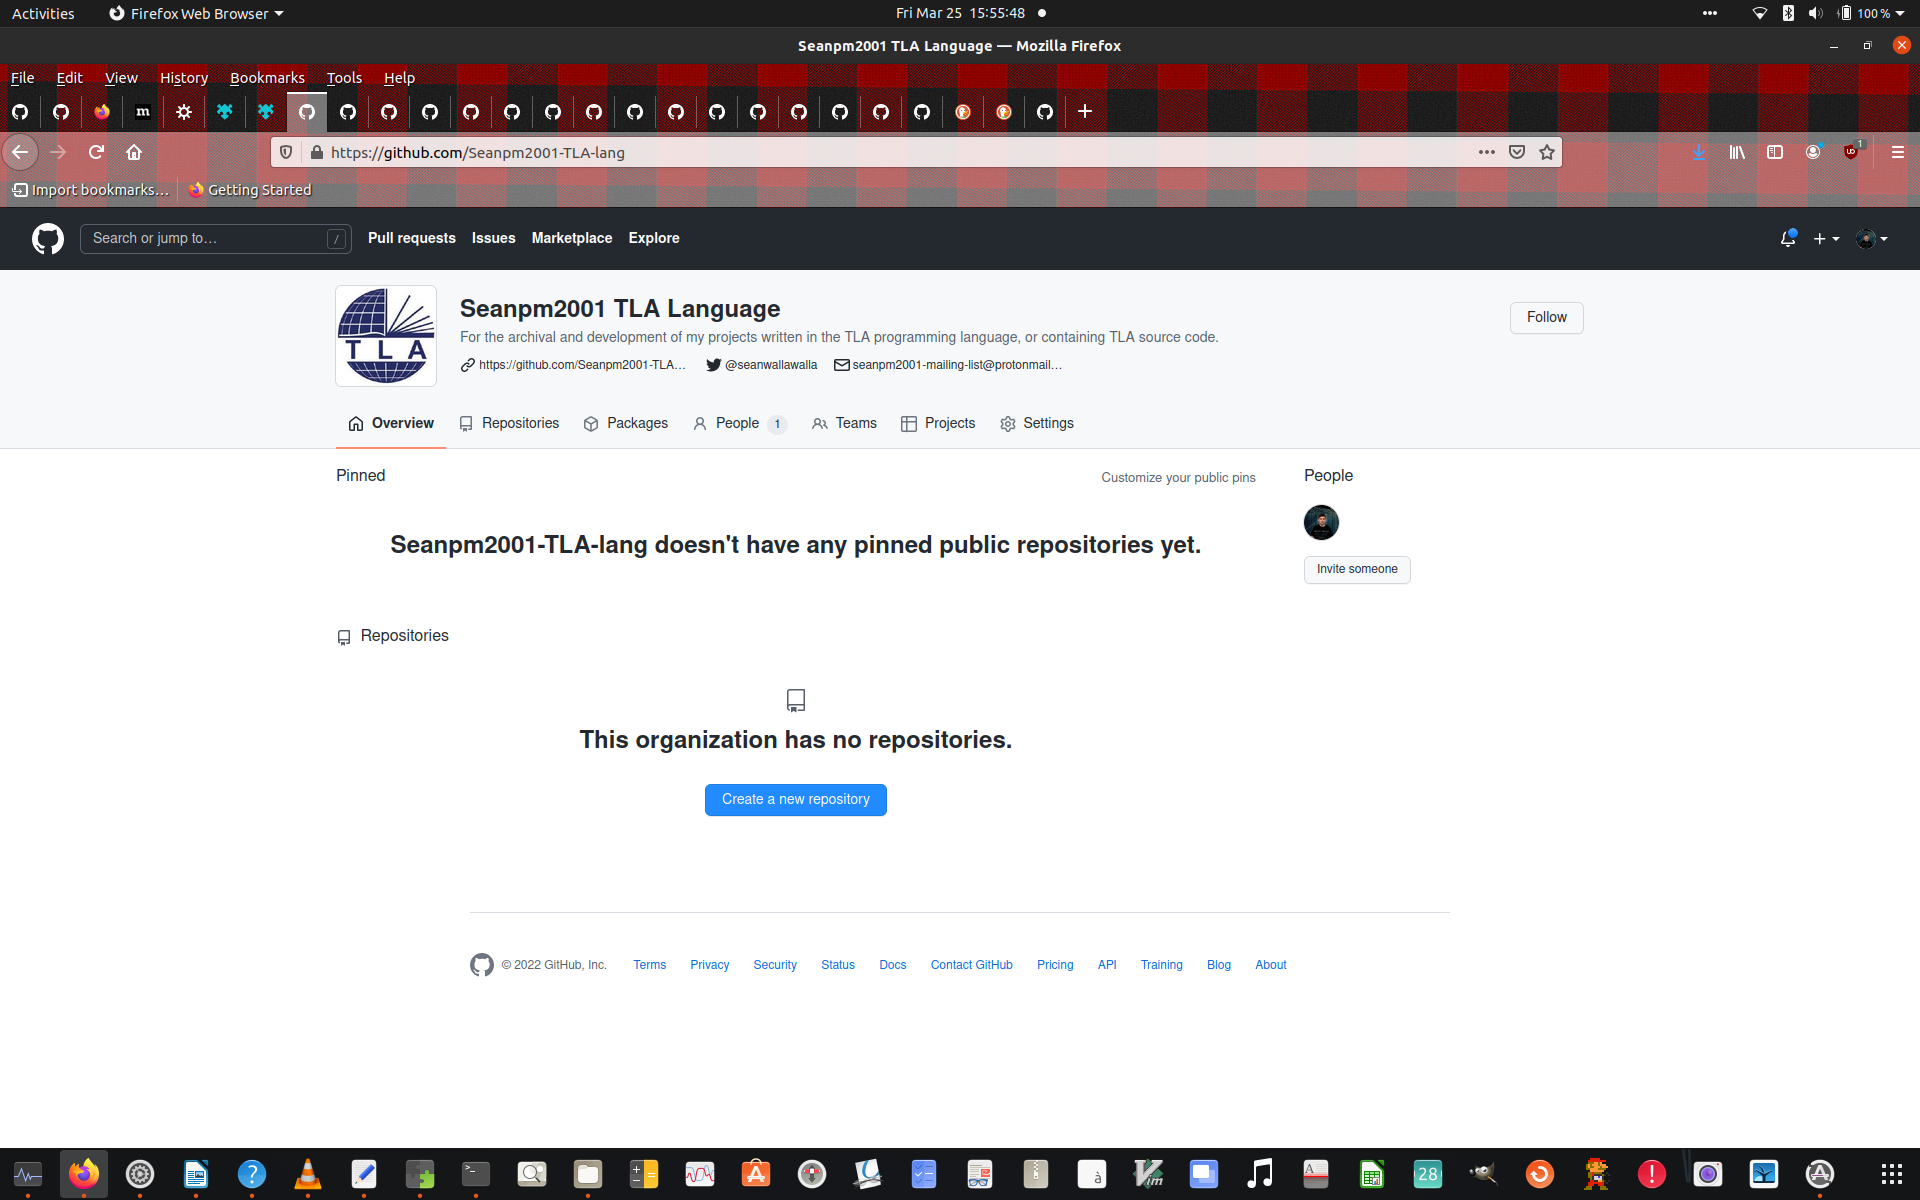 Activities Firefox Web Browser Fri Mar 25 15:55:48 100 %
Seanpm2001 TLA Language — Mozilla Firefox
File Edit View History Bookmarks Tools Help
https://github.com/Seanpm2001-TLA-lang
Import bookmarks… Getting Started
Search or jump to… / Pull requests Issues Marketplace Explore
TLA
Seanpm2001 TLA Language
Follow
For the archival and development of my projects written in the TLA programming language, or containing TLA source code.
https://github.com/Seanpm2001-TLA… @seanwallawalla seanpm2001-mailing-list@protonmail…
Overview Repositories Packages People 1 Teams Projects Settings
Pinned Customize your public pins People
Seanpm2001-TLA-lang doesn't have any pinned public repositories yet.
Invite someone
Repositories
This organization has no repositories.
Create a new repository
© 2022 GitHub, Inc. Terms Privacy Security Status Docs Contact GitHub Pricing API Training Blog About
28